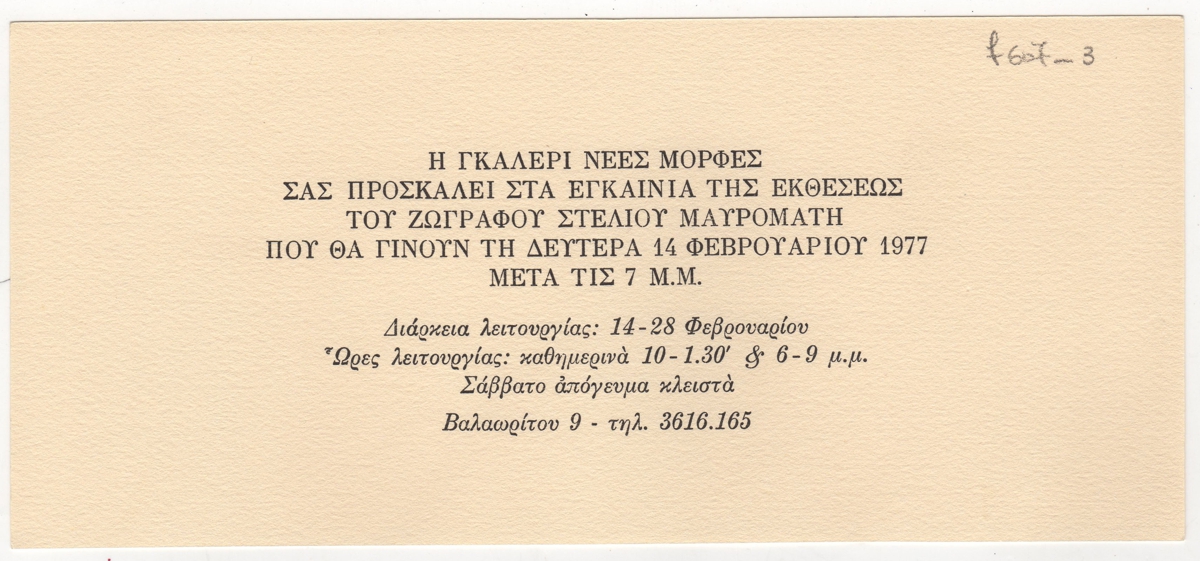 f607-3
Η ΓΚΑΛΕΡΙ ΝΕΕΣ ΜΟΡΦΕΣ
ΣΑΣ ΠΡΟΣΚΑΛΕΙ ΣΤΑ ΕΓΚΑΙΝΙΑ ΤΗΣ ΕΚΘΕΣΕΩΣ
ΤΟΥ ΖΩΓΡΑΦΟΥ ΣΤΕΛΙΟΥ ΜΑΥΡΟΜΑΤΗ
ΠΟΥ ΘΑ ΓΙΝΟΥΝ ΤΗ ΔΕΥΤΕΡΑ 14 ΦΕΒΡΟΥΑΡΙΟΥ 1977
ΜΕΤΑ ΤΙΣ 7 Μ.Μ.
Διάρκεια λειτουργίας: 14-28 Φεβρουαρίου
Ὧρες λειτουργίας: καθημερινὰ 10-1.30' & 6-9 μ.μ.
Σάββατο ἀπόγευμα κλειστὰ
Βαλαωρίτου 9 - τηλ. 3616.165